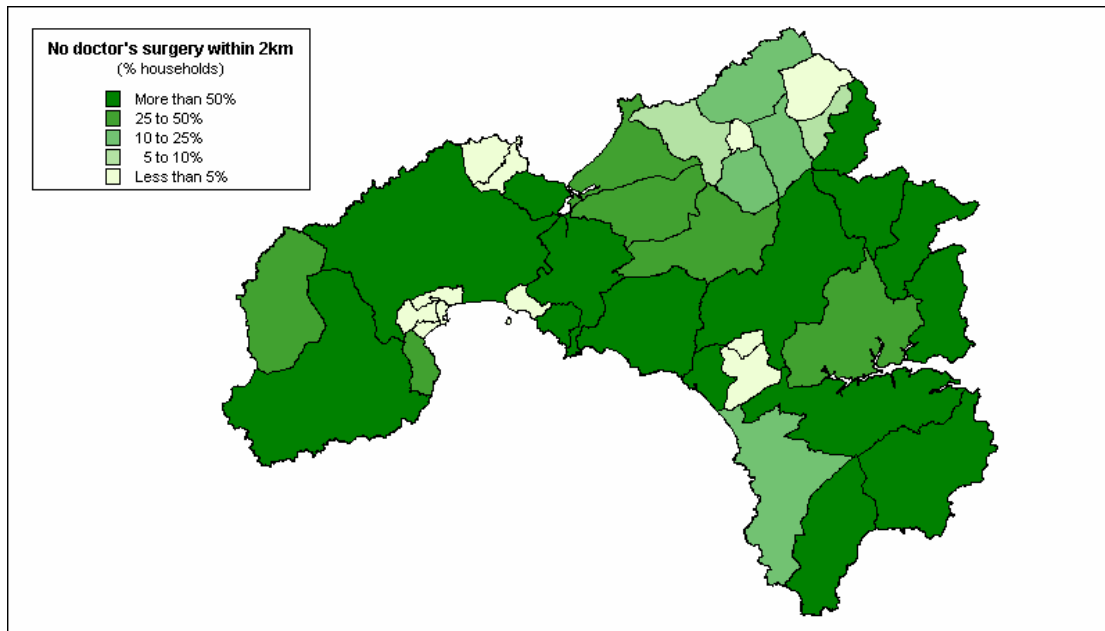 No doctor's surgery within 2km
(% households)
More than 50%
25 to 50%
10 to 25%
5 to 10%
Less than 5%